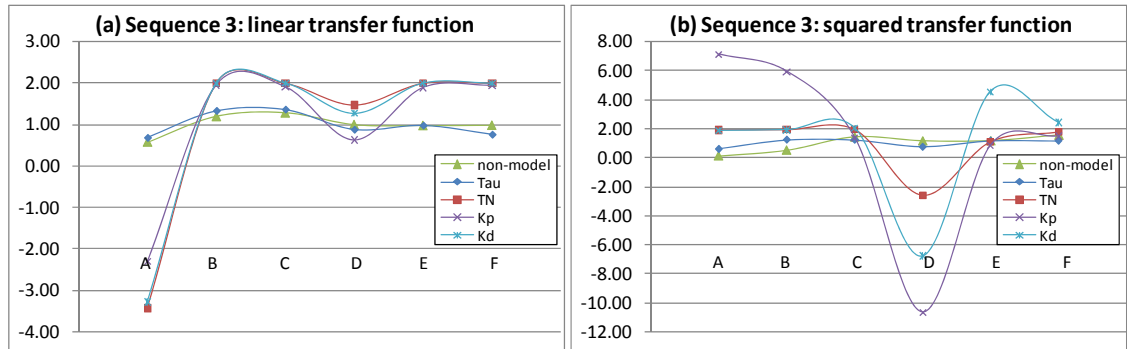 (a) Sequence 3: linear transfer function
3.00
2.00
1.00
0.00
-1.00
-2.00
-3.00
-4.00
A B C D E F
non-model
Tau
TN
Kp
Kd
(b) Sequence 3: squared transfer function
8.00
6.00
4.00
2.00
0.00
-2.00
-4.00
-6.00
-8.00
-10.00
-12.00
A B C D E F
non-model
Tau
TN
Kp
Kd